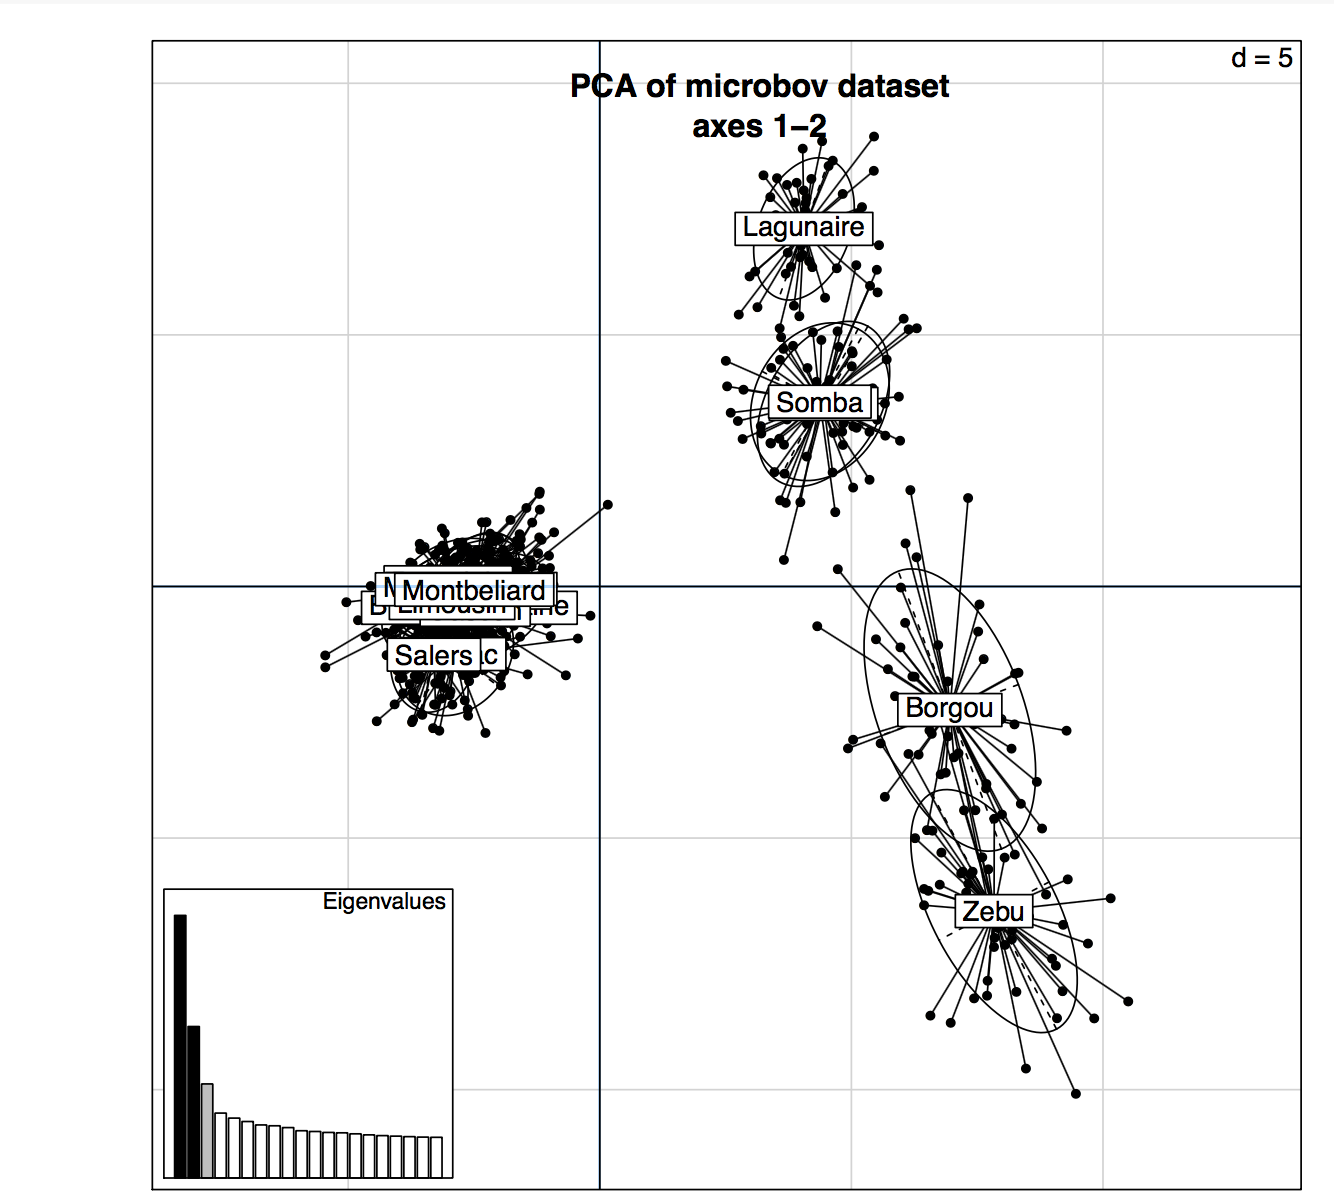 d = 5
PCA of microbov dataset
axes 1−2
Lagunaire
Somba
Montbeliard
Salers
Borgou
Zebu
Eigenvalues